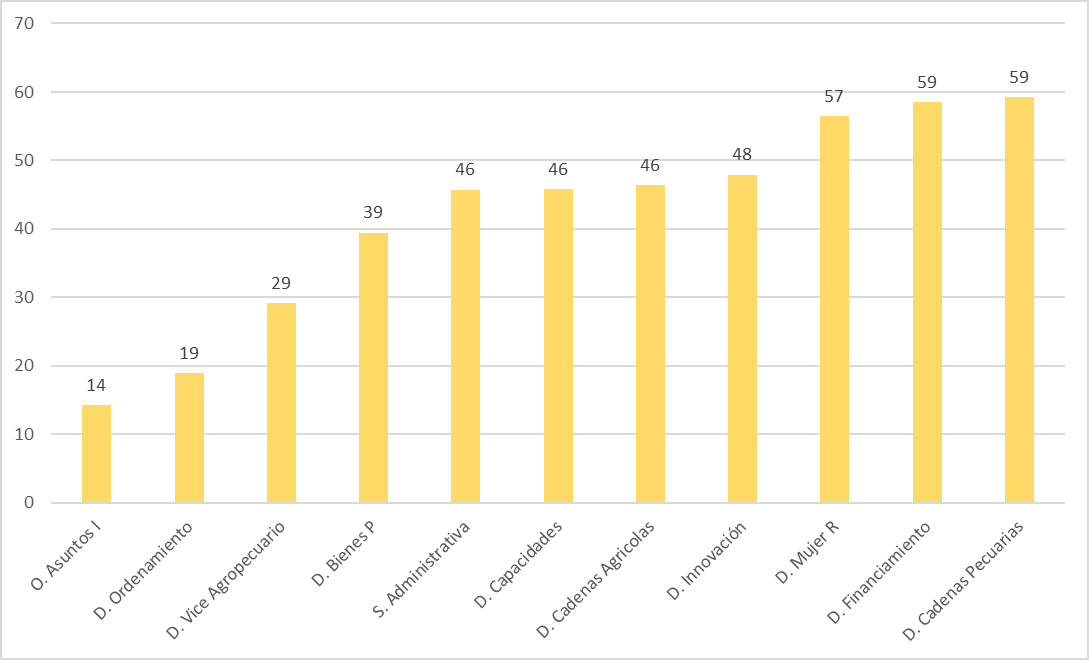 70
60
50
40
30
20
10
0
14
19
29
39
46
46
46
48
57
59
59
O. Asuntos I
D. Ordenamiento
D. Vice Agropecuario
D. Bienes P
S. Administrativa
D. Capacidades
D. Cadenas Agricolas
D. Innovación
D. Mujer R
D. Financiamiento
D. Cadenas Pecuarias